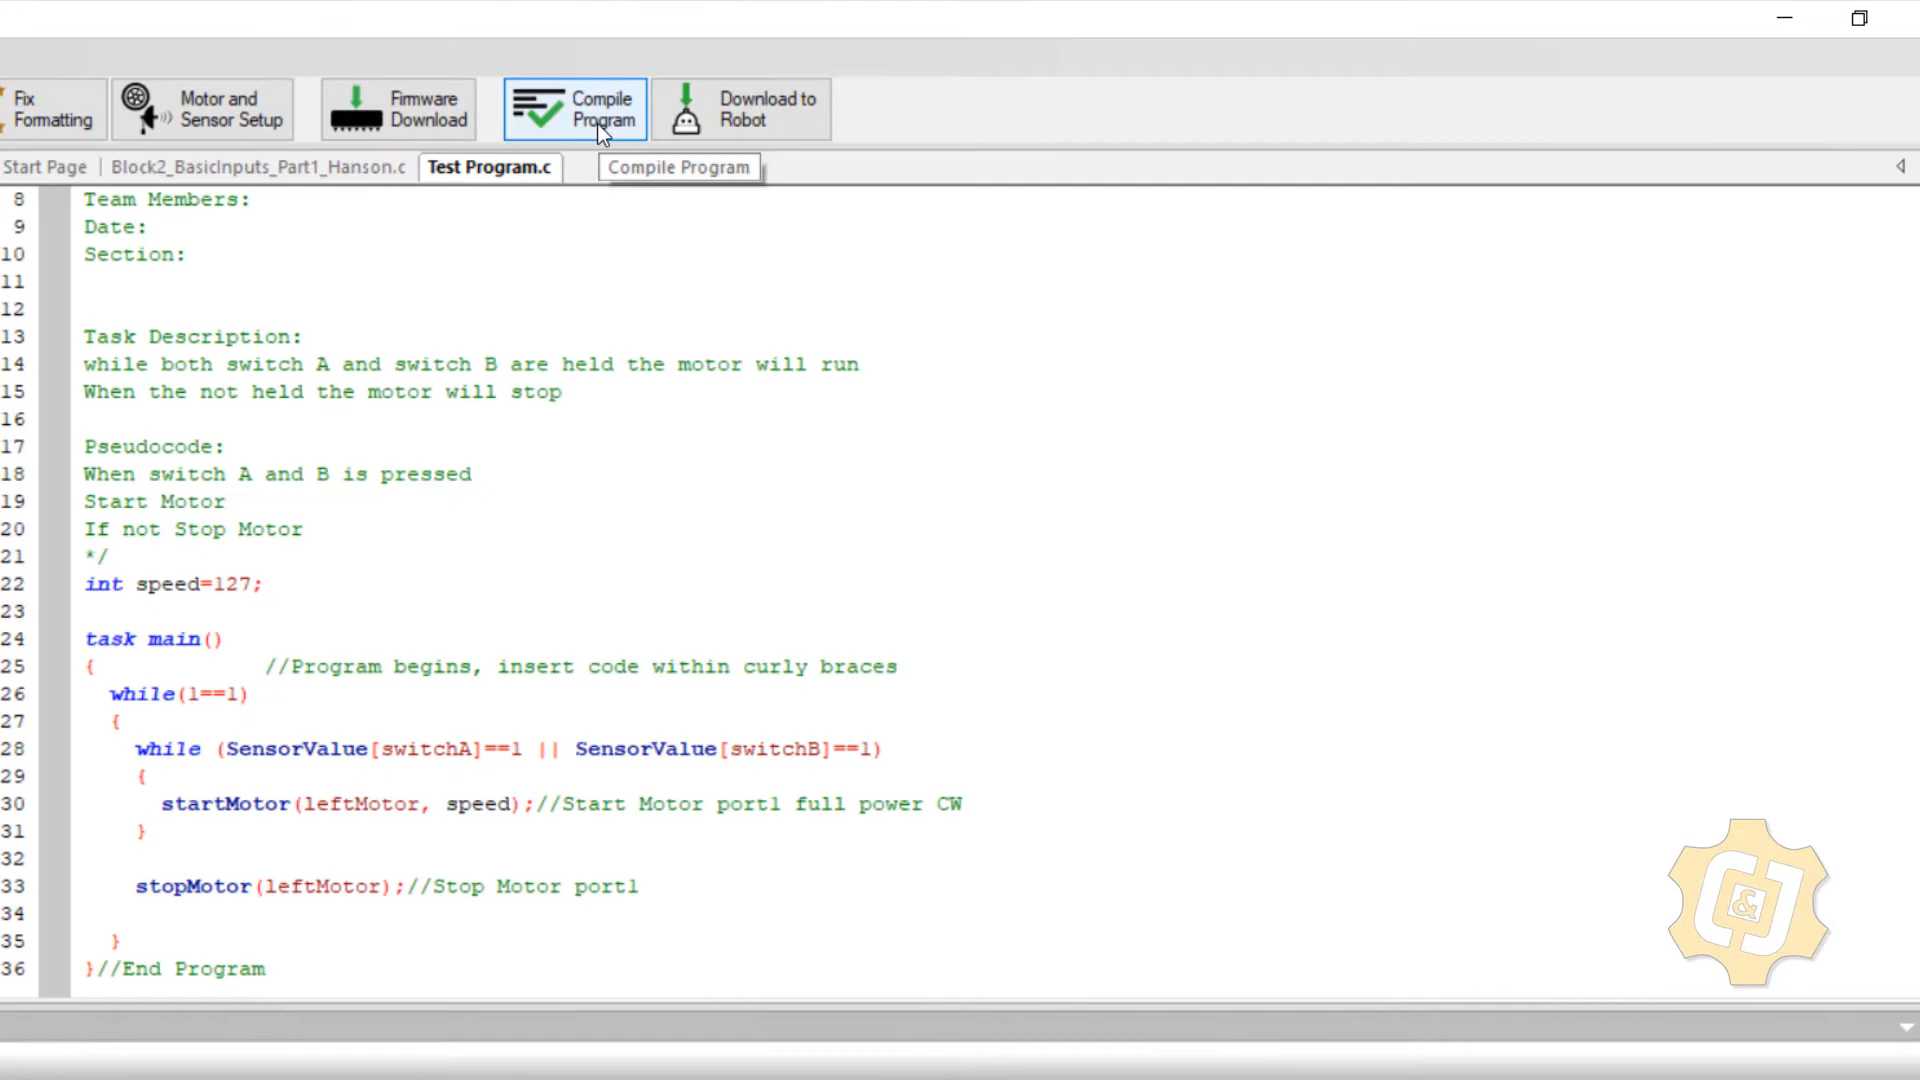 Fix Formatting
Motor and Sensor Setup
Firmware Download
Compile Program
Download to Robot
Start Page
Block2_BasicInputs_Part1_Hanson.c
Test Program.c
Compile Program
8 Team Members:
9 Date:
10 Section:
11
12
13 Task Description:
14 while both switch A and switch B are held the motor will run
15 When the not held the motor will stop
16
17 Pseudocode:
18 When switch A and B is pressed
19 Start Motor
20 If not Stop Motor
21 */
22 int speed=127;
23
24 task main()
25 { //Program begins, insert code within curly braces
26 while(1==1)
27 {
28 while (SensorValue[switchA]==1 || SensorValue[switchB]==1)
29 {
30 startMotor(leftMotor, speed);//Start Motor port1 full power CW
31 }
32
33 stopMotor(leftMotor);//Stop Motor port1
34
35 }
36 }//End Program
C&J